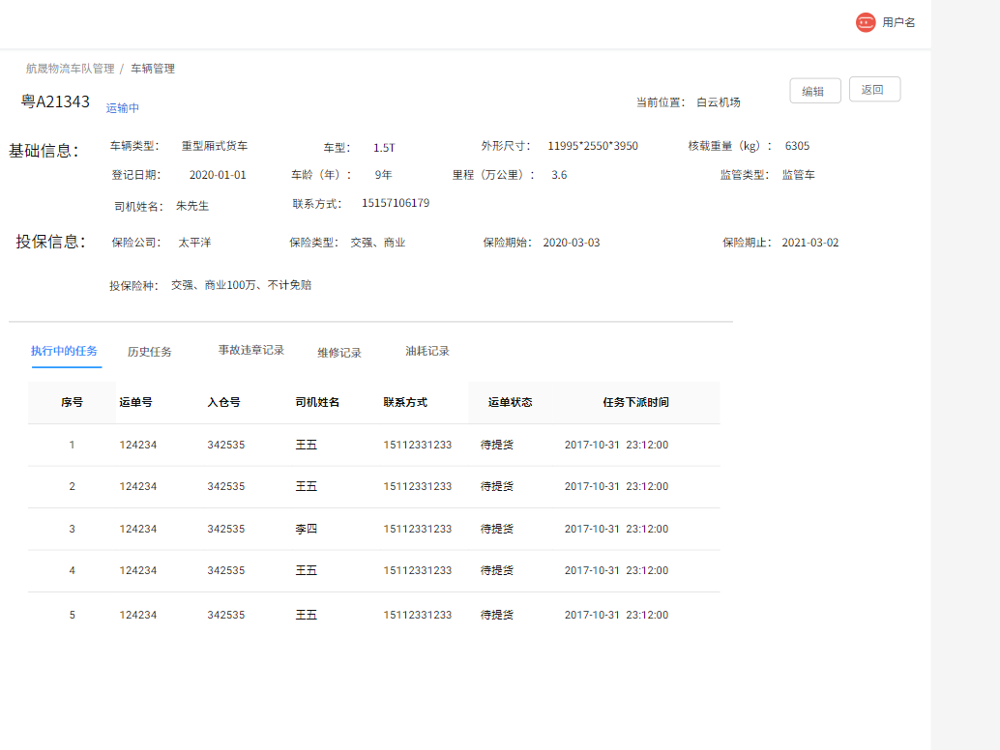 用户名
航晟物流车队管理 / 车辆管理
粤A21343 运输中 当前位置： 白云机场 编辑 返回
基础信息： 车辆类型： 重型厢式货车 车型： 1.5T 外形尺寸： 11995*2550*3950 核载重量（kg）： 6305
登记日期： 2020-01-01 车龄（年）： 9年 里程（万公里）： 3.6 监管类型： 监管车
司机姓名： 朱先生 联系方式： 15157106179
投保信息： 保险公司： 太平洋 保险类型： 交强、商业 保险期始： 2020-03-03 保险期止： 2021-03-02
投保险种： 交强、商业100万、不计免赔
执行中的任务 历史任务 事故违章记录 维修记录 油耗记录
序号 运单号 入仓号 司机姓名 联系方式 运单状态 任务下派时间
1 124234 342535 王五 15112331233 待提货 2017-10-31 23:12:00
2 124234 342535 王五 15112331233 待提货 2017-10-31 23:12:00
3 124234 342535 李四 15112331233 待提货 2017-10-31 23:12:00
4 124234 342535 王五 15112331233 待提货 2017-10-31 23:12:00
5 124234 342535 王五 15112331233 待提货 2017-10-31 23:12:00